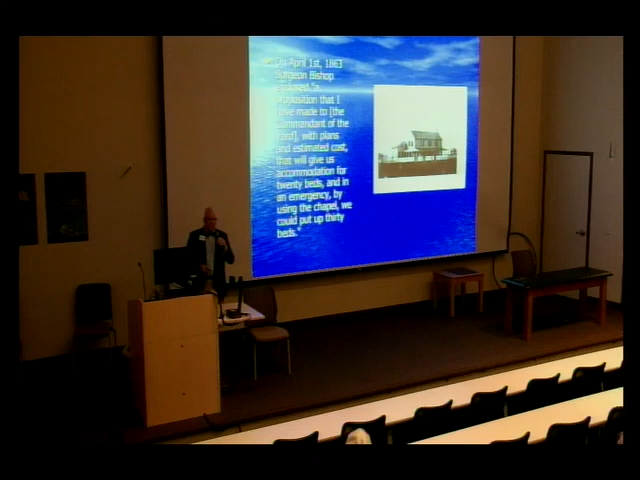 On April 1st, 1863
Surgeon Bishop
proposition that I
have made to [the
Commandant of the
Yard], with plans
and estimated cost,
that will give us
accommodation for
twenty beds, and in
an emergency, by
using the chapel, we
could put up thirty
beds."